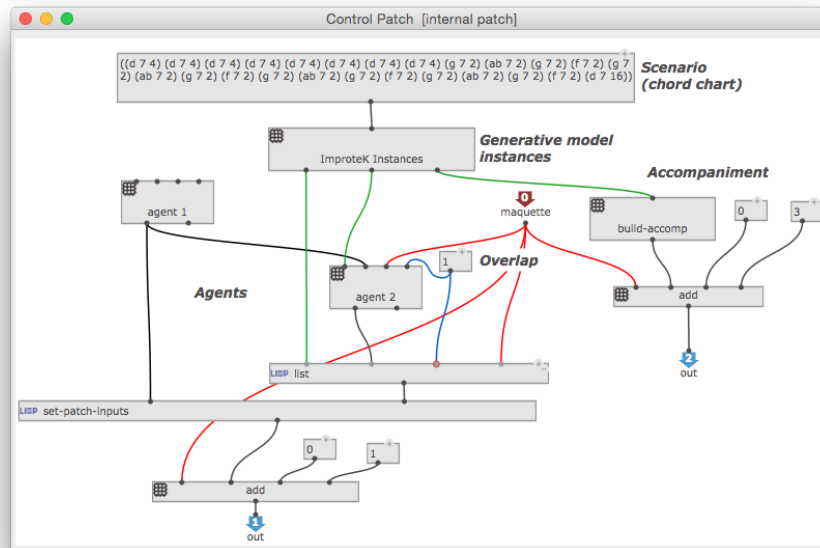 Control Patch [internal patch]
((d 7 4) (d 7 4) (d 7 4) (d 7 4) (d 7 4) (d 7 4) (g 7 2) (ab 7 2) (g 7 2) (f 7 2) (g 7
2) (ab 7 2) (g 7 2) (f 7 2) (g 7 2) (ab 7 2) (g 7 2) (f 7 2) (g 7 2) (ab 7 2) (g 7 2) (f 7 2) (d 7 16))
Scenario
(chord chart)
ImproteK Instances
Generative model
instances
Accompaniment
agent 1
0
maquette
build-accomp
0
3
agent 2
1
Overlap
Agents
add
2
out
LISP list
LISP set-patch-inputs
0
1
add
1
out